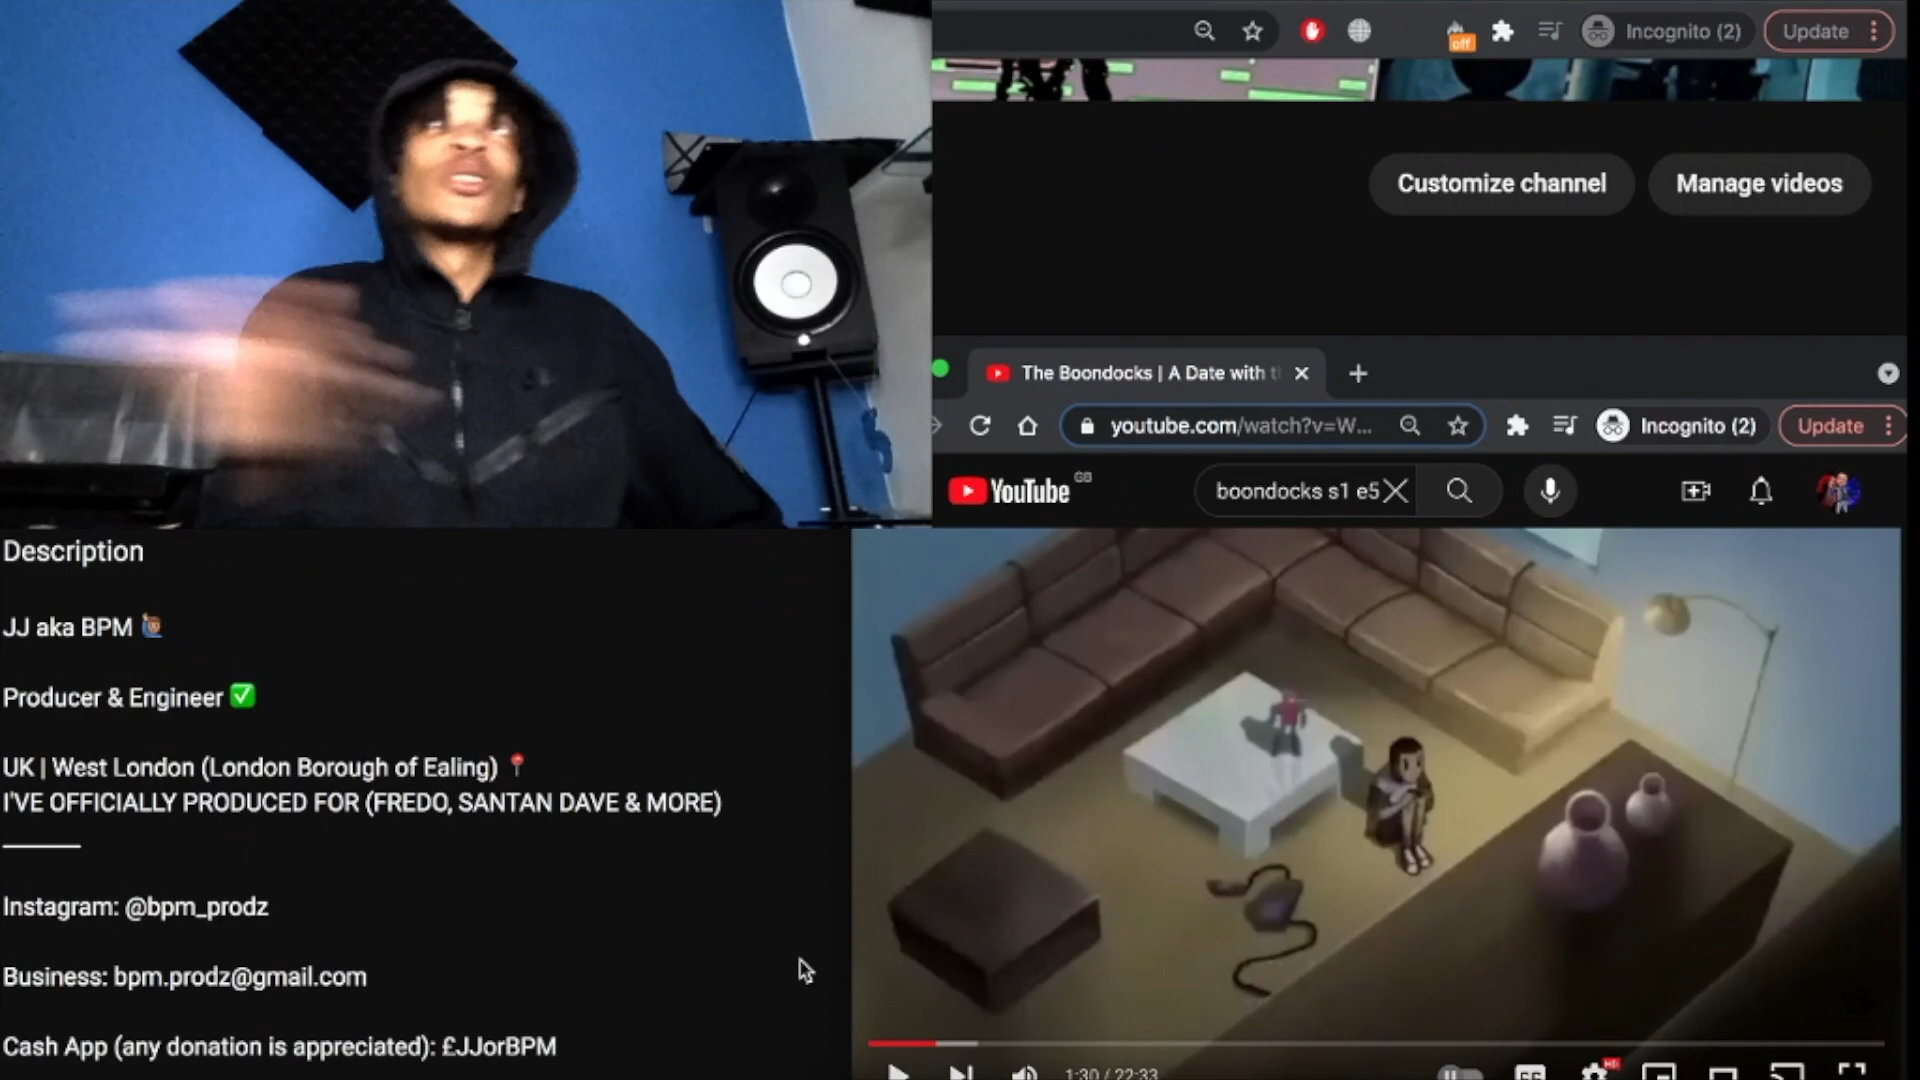 off
Incognito (2)
Update
Customize channel
Manage videos
The Boondocks | A Date with t
youtube.com/watch?v=W...
Incognito (2)
Update
YouTube GB
boondocks s1 e5
Description
JJ aka BPM 🙋🏽‍♂️
Producer & Engineer ✅
UK | West London (London Borough of Ealing) 📍
I'VE OFFICIALLY PRODUCED FOR (FREDO, SANTAN DAVE & MORE)
Instagram: @bpm_prodz
Business: bpm.prodz@gmail.com
Cash App (any donation is appreciated): £JJorBPM
1:30 / 22:33
HD